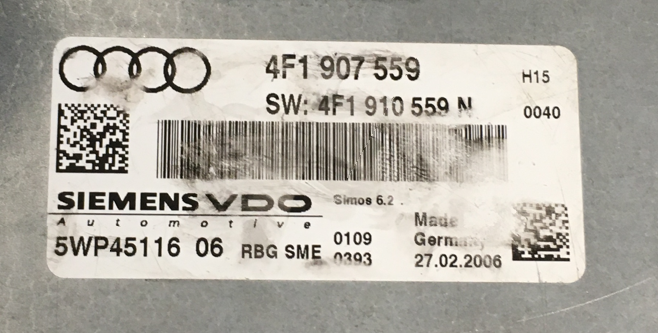 4F1 907 559
H15
SW: 4F1 910 559 N
0040
SIEMENS VDO
Automotive
Simos 6.2
5WP45116 06
RBG SME
0109
0393
Made
Germany
27.02.2006